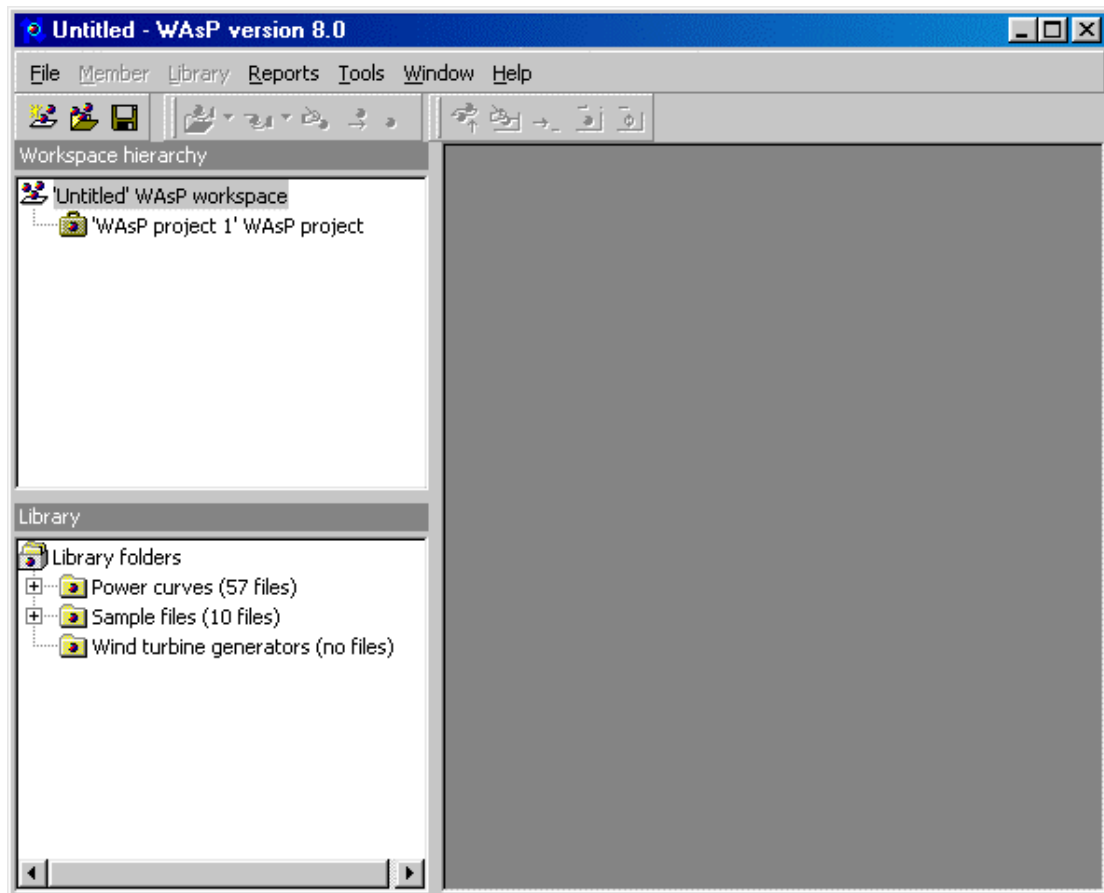 Untitled - WAsP version 8.0
File Member Library Reports Tools Window Help
Workspace hierarchy
'Untitled' WAsP workspace
'WAsP project 1' WAsP project
Library
Library folders
Power curves (57 files)
Sample files (10 files)
Wind turbine generators (no files)